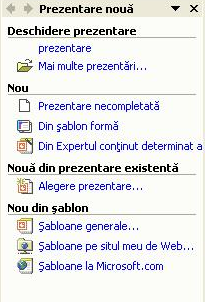 Prezentare nouă
Deschidere prezentare
prezentare
Mai multe prezentări...
Nou
Prezentare necompletată
Din şablon formă
Din Expertul conţinut determinat a
Nouă din prezentare existentă
Alegere prezentare...
Nou din şablon
Şabloane generale...
Şabloane pe situl meu de Web...
Şabloane la Microsoft.com